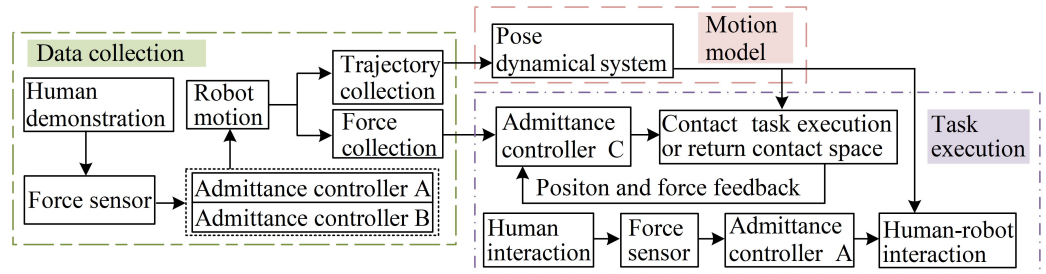 Data collection
Human
demonstration
Force sensor
Robot
motion
Admittance controller A
Admittance controller B
Trajectory
collection
Force
collection
Pose
dynamical system
Motion
model
Admittance
controller C
Contact task execution
or return contact space
Task
execution
Positon and force feedback
Human
interaction
Force
sensor
Admittance
controller A
Human-robot
interaction